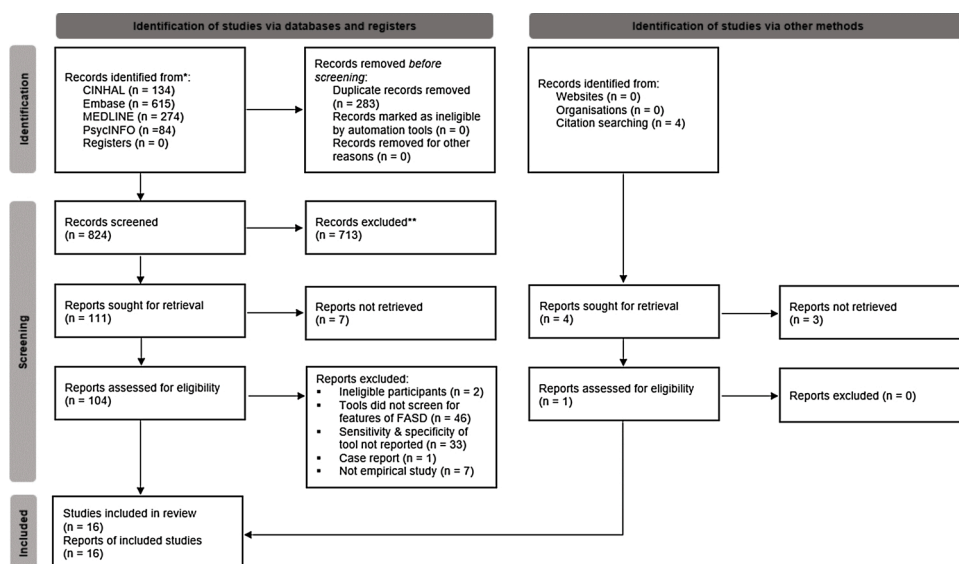 Identification of studies via databases and registers
Identification of studies via other methods
Identification
Records identified from*:
CINHAL (n = 134)
Embase (n = 615)
MEDLINE (n = 274)
PsycINFO (n =84)
Registers (n = 0)
Records removed before
screening:
Duplicate records removed
(n = 283)
Records marked as ineligible
by automation tools (n = 0)
Records removed for other
reasons (n = 0)
Records identified from:
Websites (n = 0)
Organisations (n = 0)
Citation searching (n = 4)
Screening
Records screened
(n = 824)
Records excluded**
(n = 713)
Reports sought for retrieval
(n = 111)
Reports not retrieved
(n = 7)
Reports sought for retrieval
(n = 4)
Reports not retrieved
(n = 3)
Reports assessed for eligibility
(n = 104)
Reports excluded:
▪ Ineligible participants (n = 2)
▪ Tools did not screen for
features of FASD (n = 46)
▪ Sensitivity & specificity of
tool not reported (n = 33)
▪ Case report (n = 1)
▪ Not empirical study (n = 7)
Reports assessed for eligibility
(n = 1)
Reports excluded (n = 0)
Included
Studies included in review
(n = 16)
Reports of included studies
(n = 16)